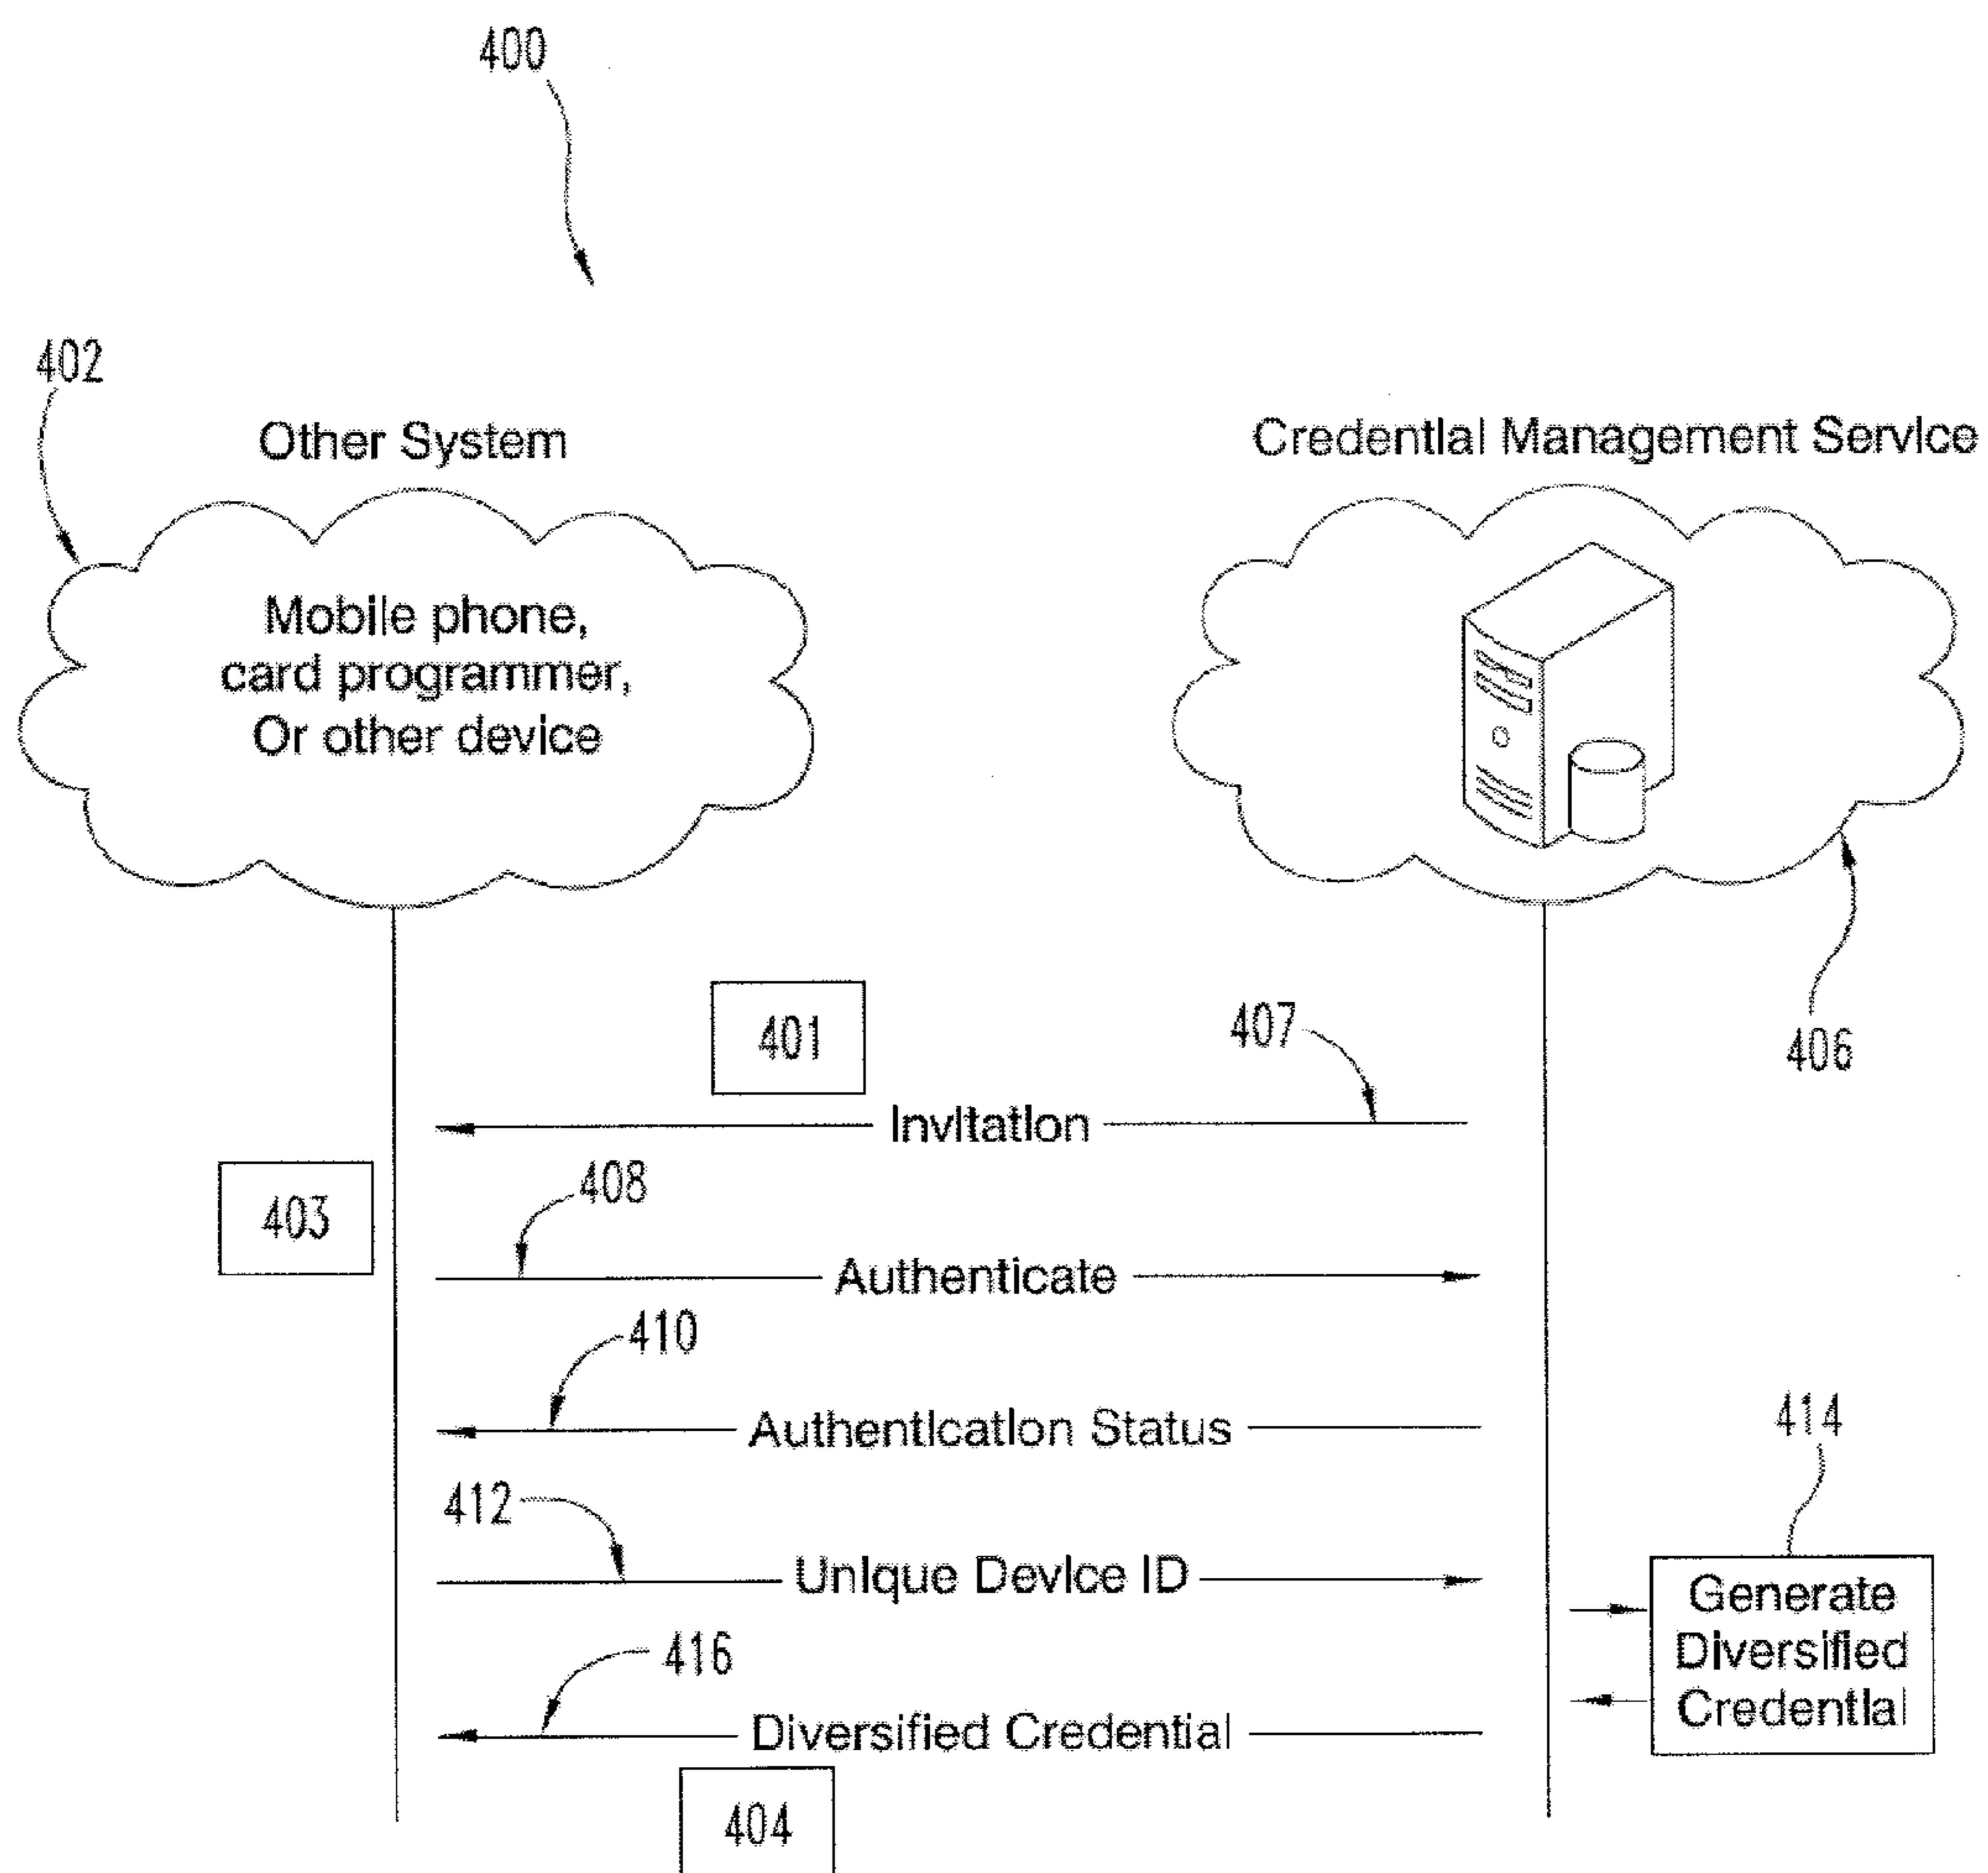 400
402
Other System
Credential Management Service
Mobile phone,
card programmer,
Or other device
406
401
407
Invitation
403
408
Authenticate
410
Authentication Status
414
412
Unique Device ID
Generate
Diversified
Credential
416
Diversified Credential
404